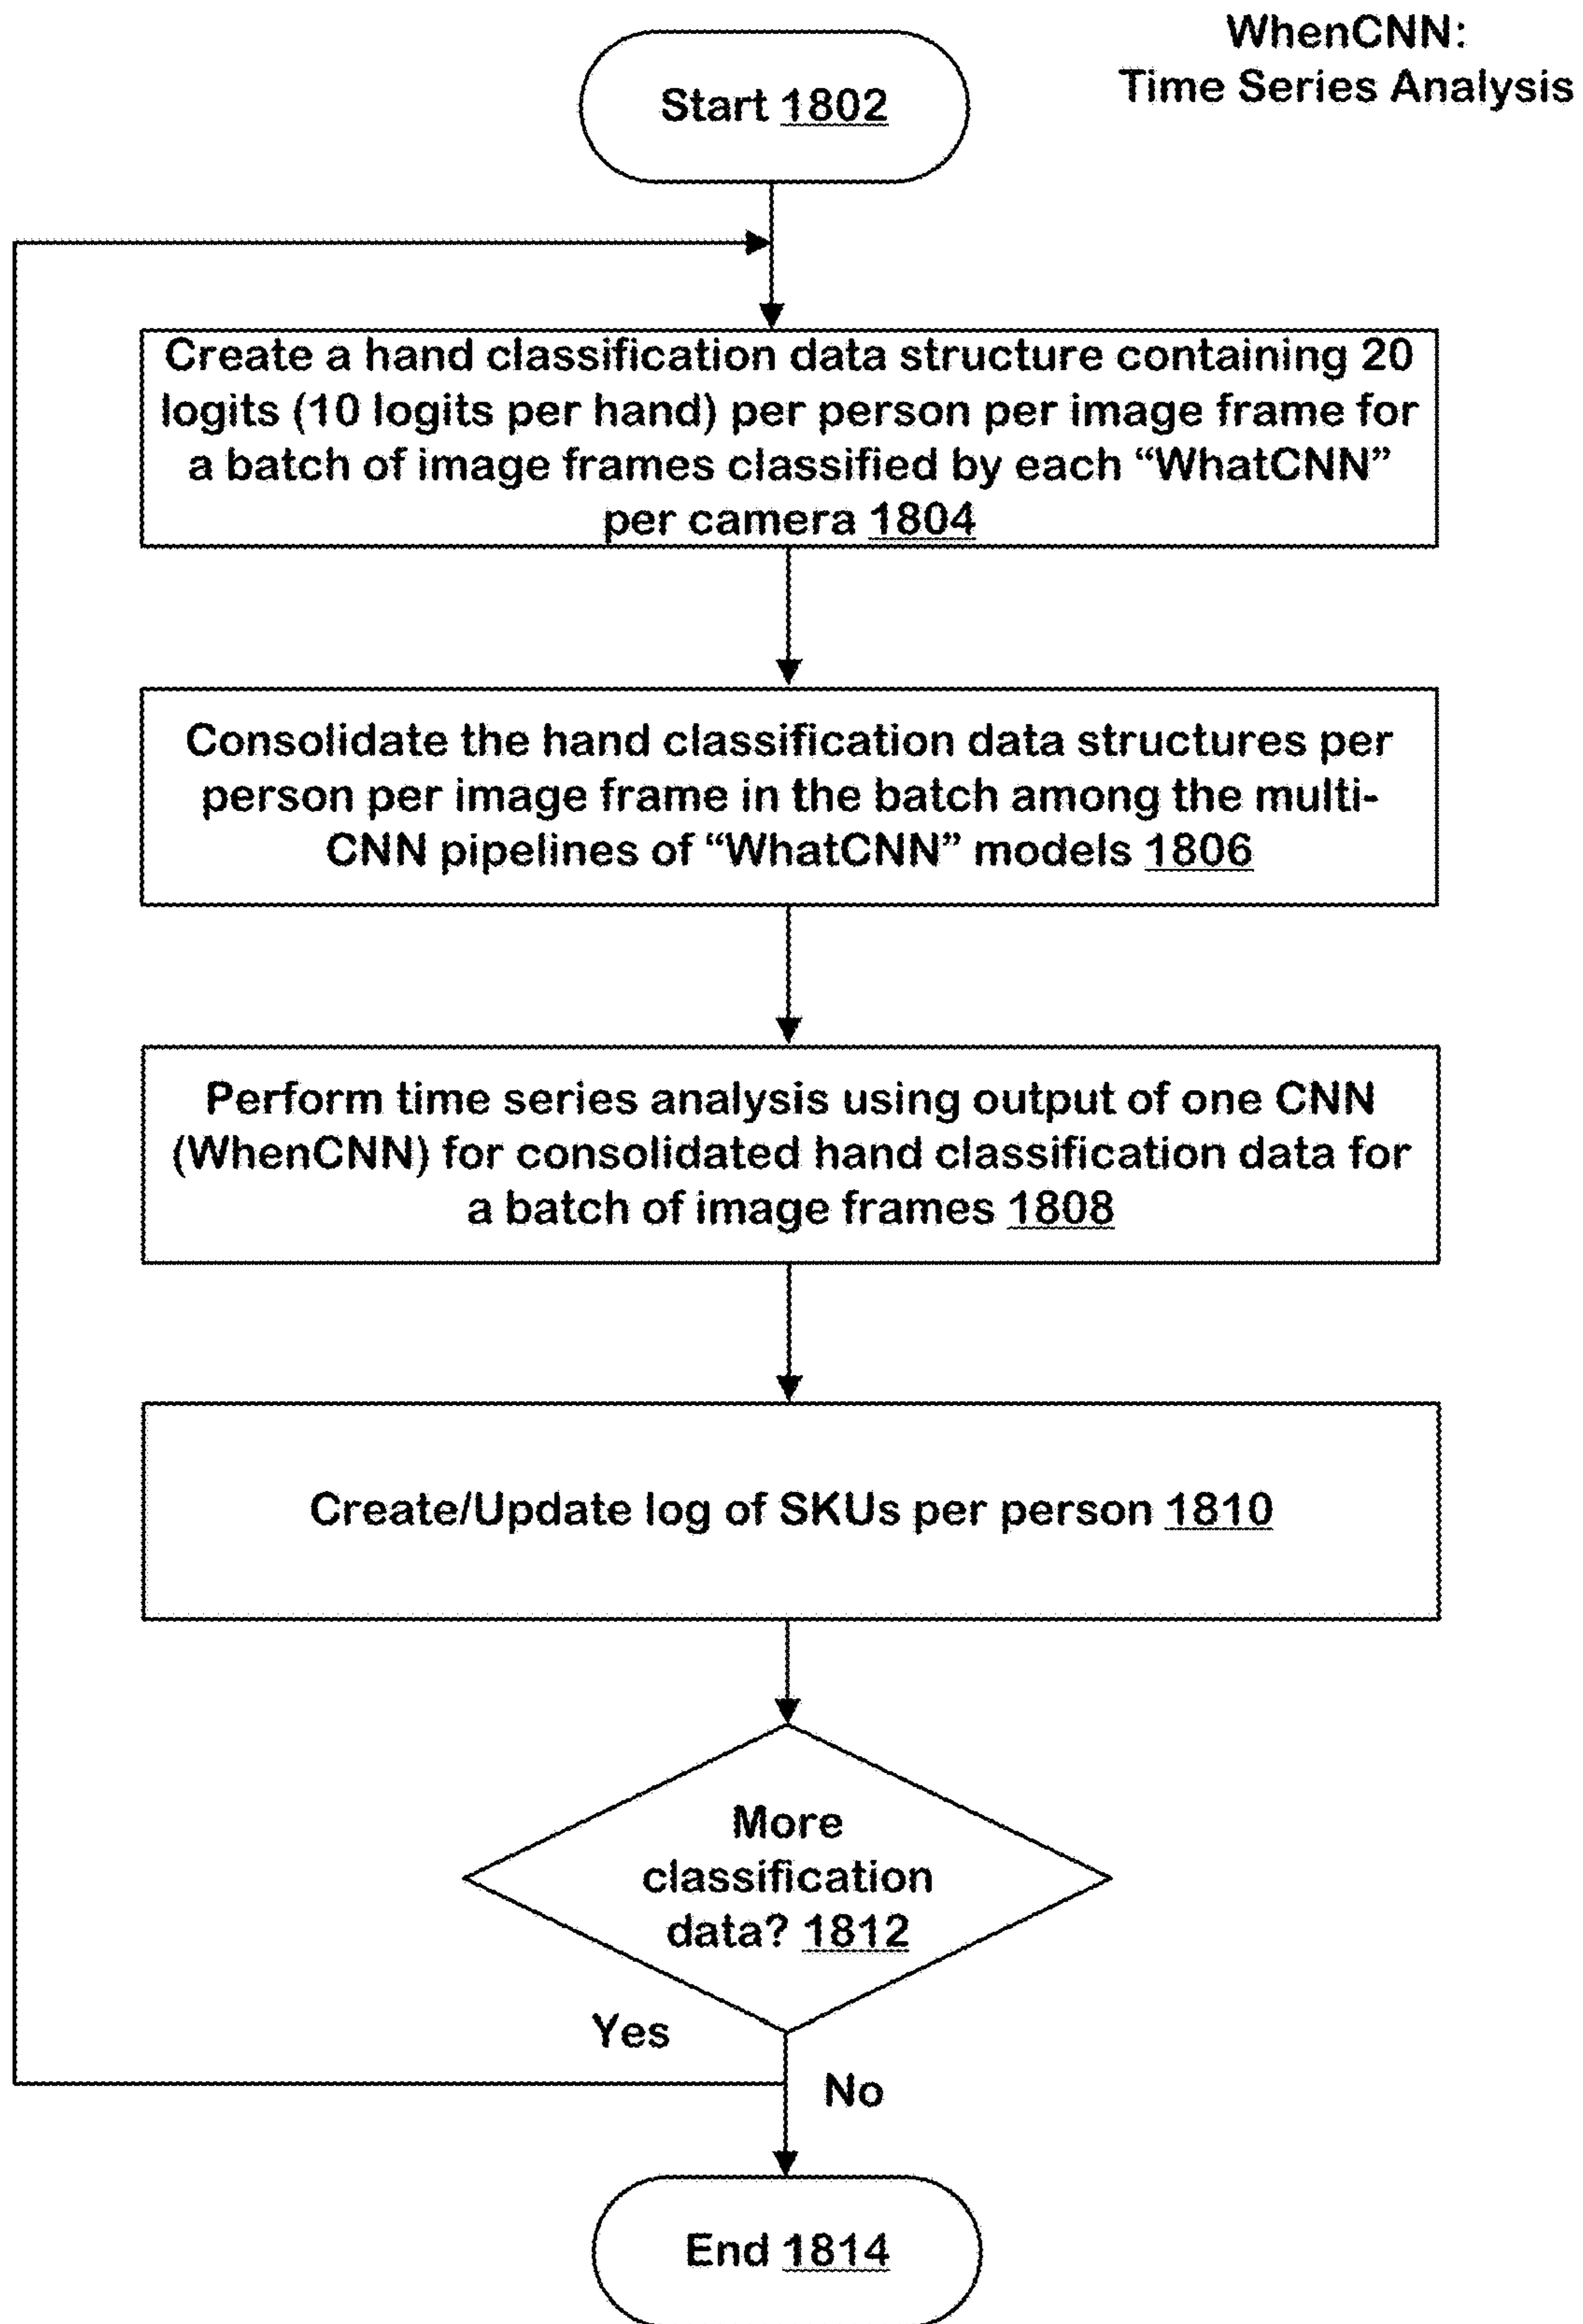 WhenCNN:
Time Series Analysis
Start 1802
Create a hand classification data structure containing 20
logits (10 logits per hand) per person per image frame for
a batch of image frames classified by each “WhatCNN”
per camera 1804
Consolidate the hand classification data structures per
person per image frame in the batch among the multi-
CNN pipelines of “WhatCNN” models 1806
Perform time series analysis using output of one CNN
(WhenCNN) for consolidated hand classification data for
a batch of image frames 1808
Create/Update log of SKUs per person 1810
More
classification
data? 1812
Yes
No
End 1814